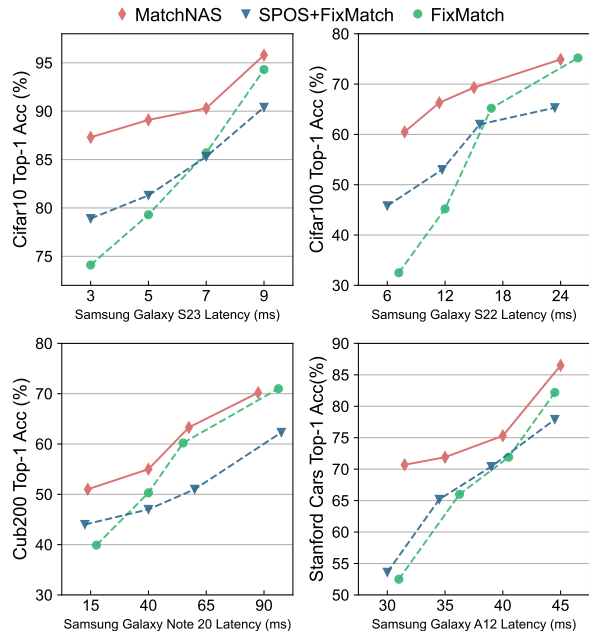 MatchNAS SPOS+FixMatch FixMatch
Cifar10 Top-1 Acc (%)
95
90
85
80
75
3 5 7 9
Samsung Galaxy S23 Latency (ms)
Cifar100 Top-1 Acc (%)
80
70
60
50
40
30
6 12 18 24
Samsung Galaxy S22 Latency (ms)
Cub200 Top-1 Acc (%)
80
70
60
50
40
30
15 40 65 90
Samsung Galaxy Note 20 Latency (ms)
Stanford Cars Top-1 Acc(%)
90
85
80
75
70
65
60
55
50
30 35 40 45
Samsung Galaxy A12 Latency (ms)